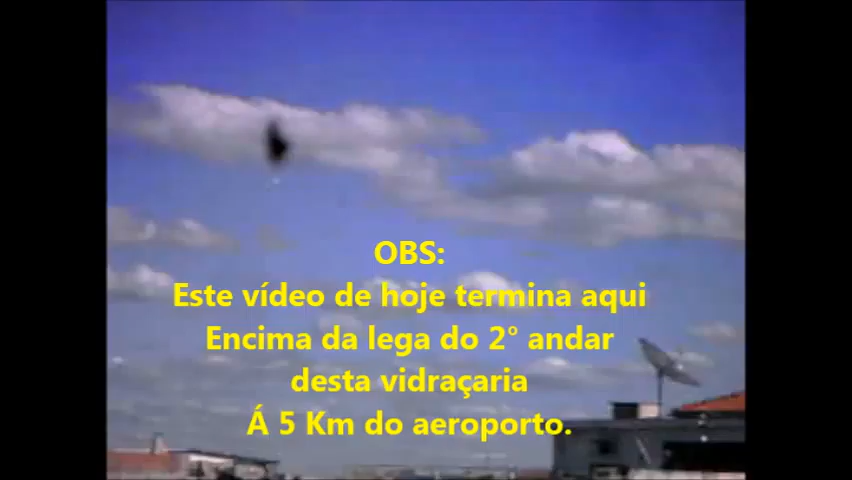 OBS:
Este vídeo de hoje termina aqui
Encima da lega do 2° andar
desta vidraçaria
Á 5 Km do aeroporto.